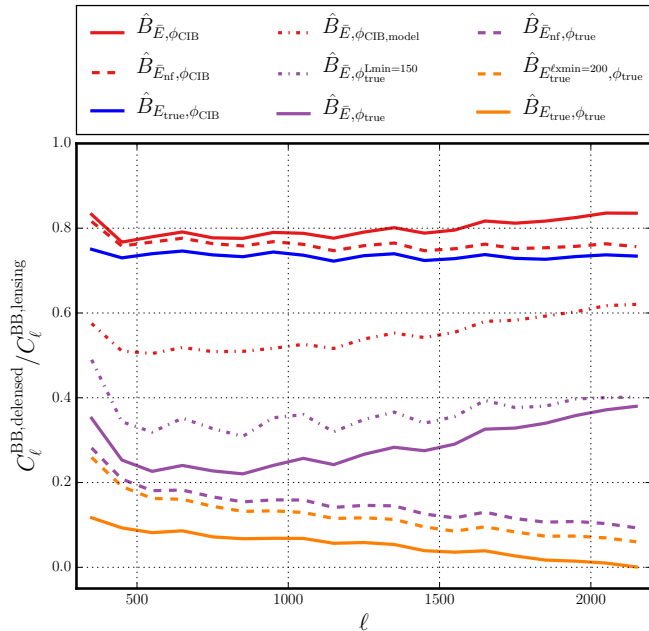 B̂_{Ē,ϕ_CIB} B̂_{Ē,ϕ_CIB,model} B̂_{Ē_nf,ϕ_true}
B̂_{Ē_nf,ϕ_CIB} B̂_{Ē,ϕ_true^{Lmin=150}} B̂_{E_true^{ℓxmin=200},ϕ_true}
B̂_{E_true,ϕ_CIB} B̂_{Ē,ϕ_true} B̂_{E_true,ϕ_true}
1.0
0.8
0.6
0.4
0.2
0.0
C_ℓ^{BB,delensed}/C_ℓ^{BB,lensing}
500 1000 1500 2000
ℓ